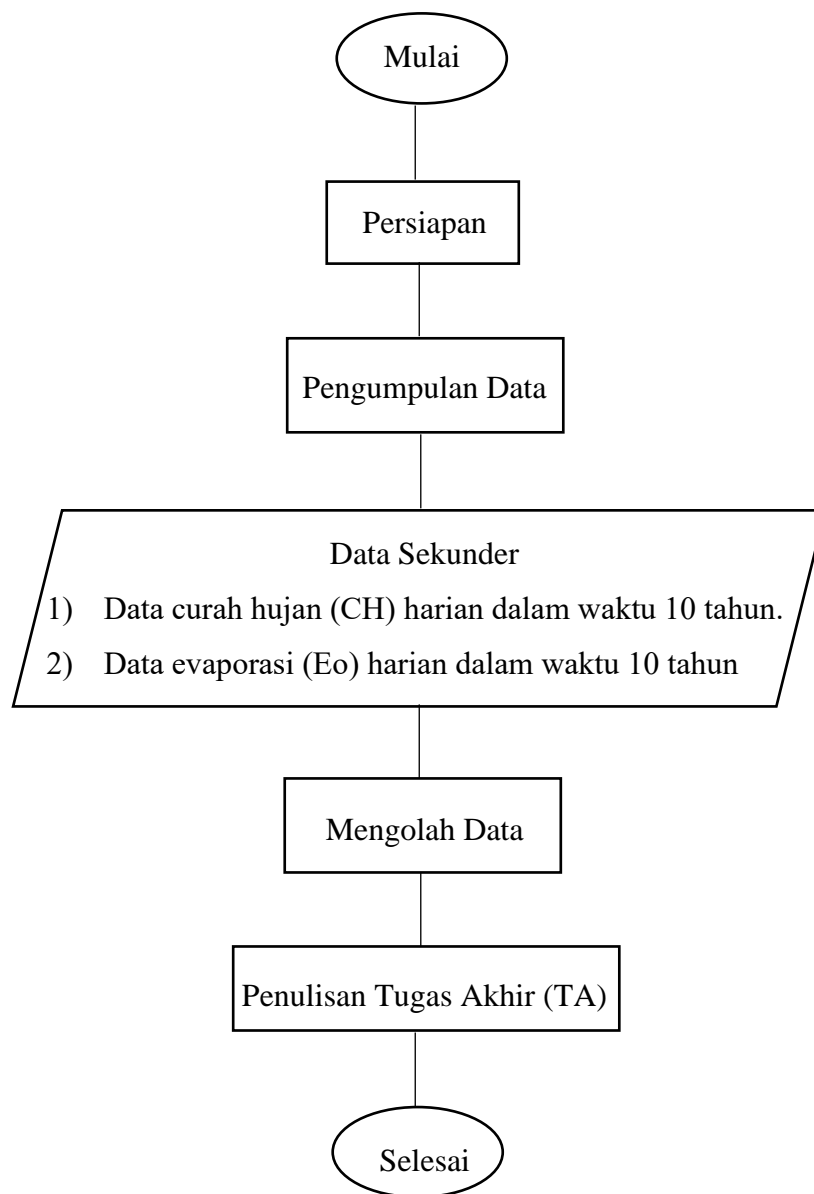 Mulai
Persiapan
Pengumpulan Data
Data Sekunder
1) Data curah hujan (CH) harian dalam waktu 10 tahun.
2) Data evaporasi (Eo) harian dalam waktu 10 tahun
Mengolah Data
Penulisan Tugas Akhir (TA)
Selesai